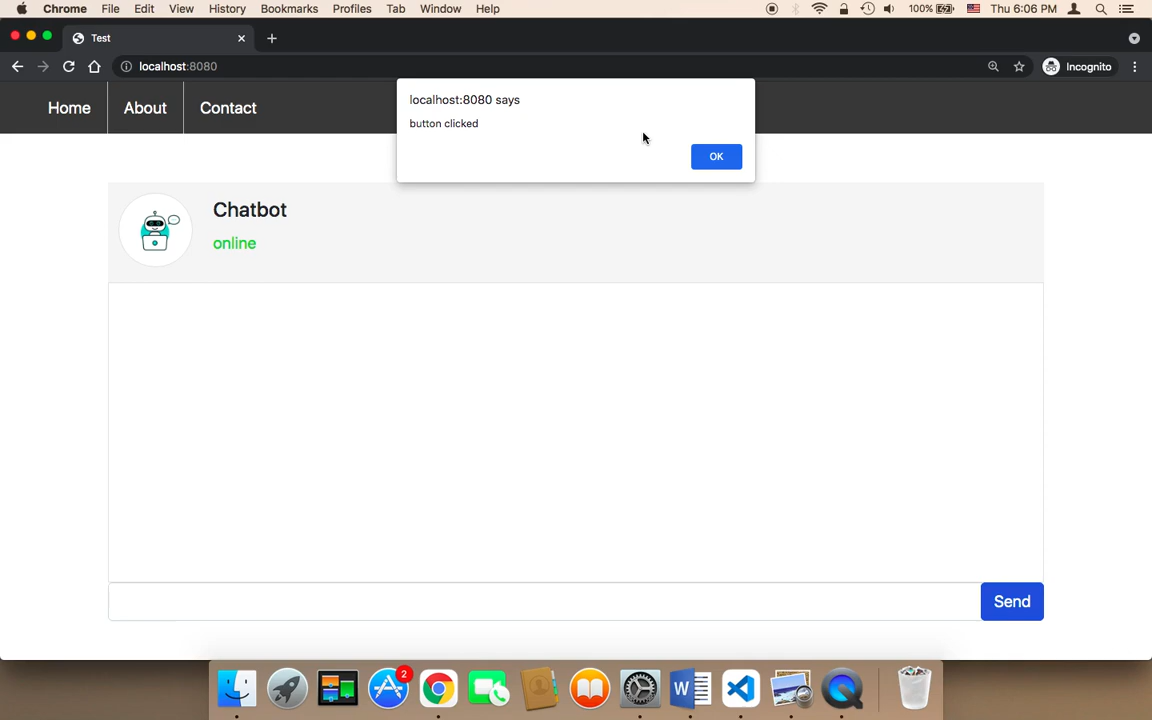 Chrome File Edit View History Bookmarks Profiles Tab Window Help 100% Thu 6:06 PM
Test
localhost:8080 Incognito
Home About Contact
localhost:8080 says
button clicked
OK
Chatbot
online
Send
2
W